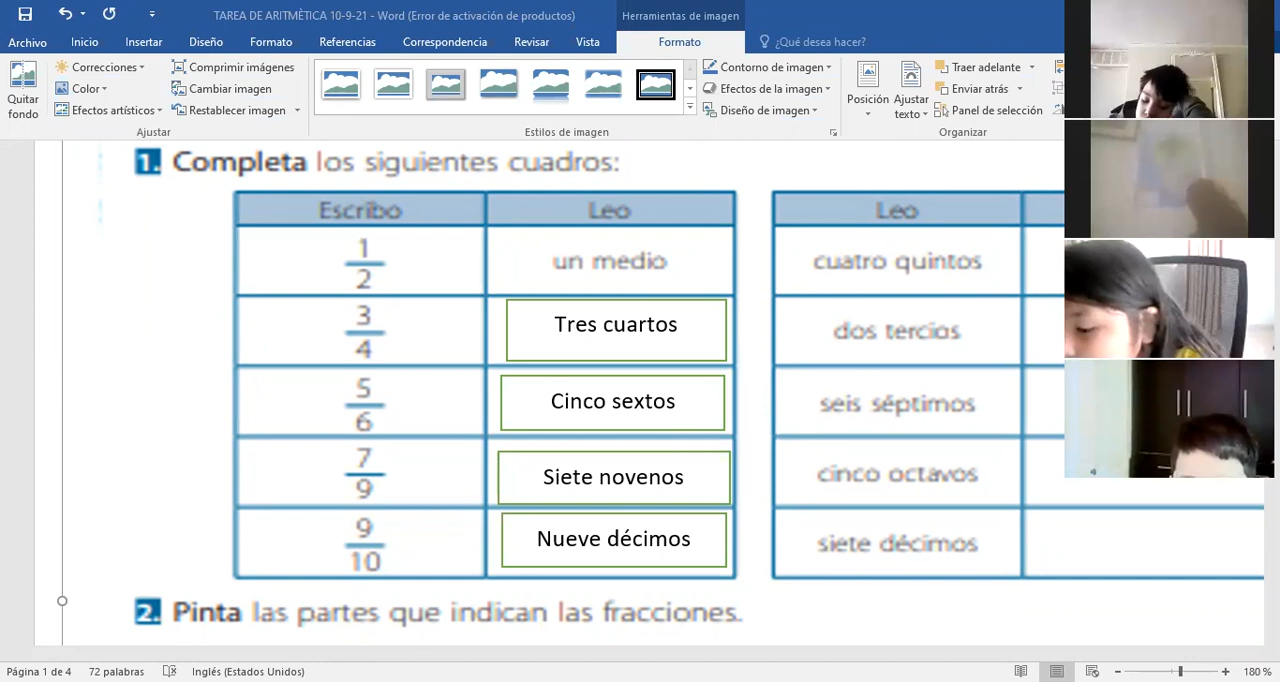 TAREA DE ARITMÈTICA 10-9-21 - Word (Error de activación de productos)
Herramientas de imagen
Archivo Inicio Insertar Diseño Formato Referencias Correspondencia Revisar Vista Formato ¿Qué desea hacer?
Quitar fondo
Correcciones
Color
Efectos artísticos
Comprimir imágenes
Cambiar imagen
Restablecer imagen
Ajustar
Estilos de imagen
Contorno de imagen
Efectos de la imagen
Diseño de imagen
Posición
Ajustar texto
Traer adelante
Enviar atrás
Panel de selección
Organizar
1. Completa los siguientes cuadros:
Escribo Leo Leo
1/2 un medio cuatro quintos
3/4 Tres cuartos dos tercios
5/6 Cinco sextos seis séptimos
7/9 Siete novenos cinco octavos
9/10 Nueve décimos siete décimos
2. Pinta las partes que indican las fracciones.
Página 1 de 4 72 palabras Inglés (Estados Unidos) 180 %